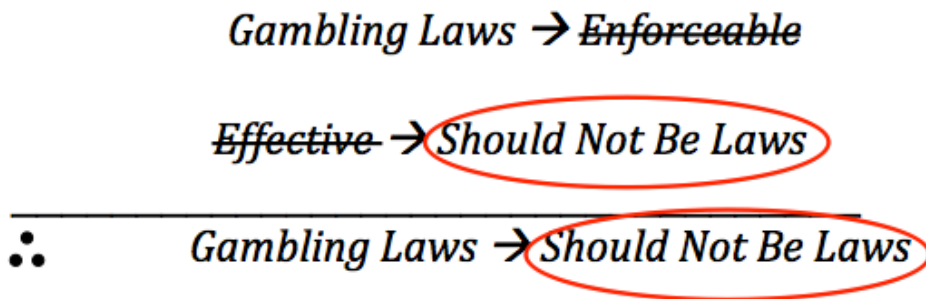 Gambling Laws → Enforceable
Effective → Should Not Be Laws
∴ Gambling Laws → Should Not Be Laws